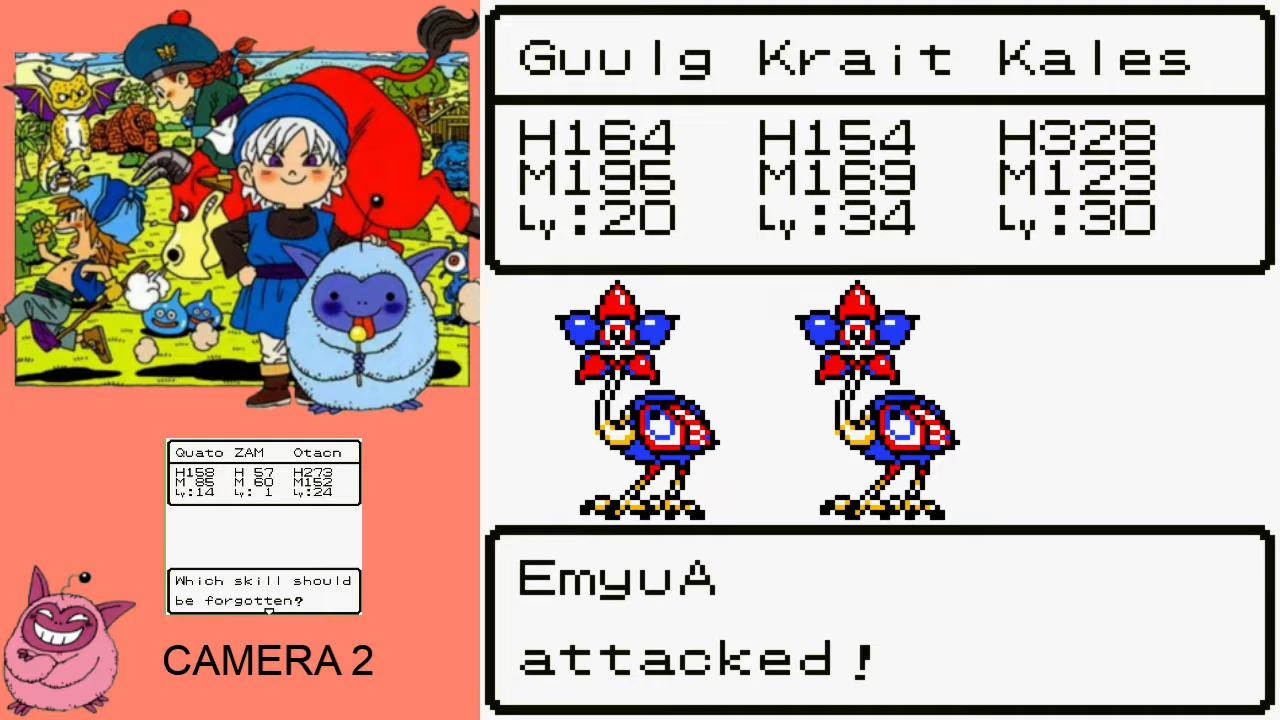 Guulg Krait Kales
H164 H154 H328
M195 M169 M123
Lv:20 Lv:34 Lv:30
EmyuA
attacked!
Quato ZAM Otacn
H158 H 57 H273
M 85 M 60 M152
Lv:14 Lv: 1 Lv:24
Which skill should
be forgotten?
CAMERA 2